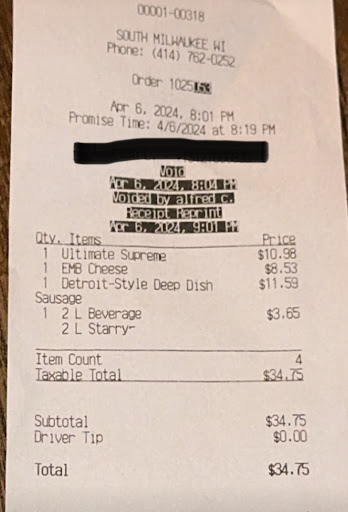 00001-00318
SOUTH MILWAUKEE WI
Phone: (414) 762-0252
Order 1025153
Apr 6, 2024, 8:01 PM
Promise Time: 4/6/2024 at 8:19 PM
Void
Apr 6, 2024, 8:04 PM
Voided by alfred c.
Receipt Reprint
Apr 6, 2024, 9:01 PM
Qty. Items Price
1 Ultimate Supreme $10.98
1 EMB Cheese $8.53
1 Detroit-Style Deep Dish $11.59
Sausage
1 2 L Beverage $3.65
2 L Starry
Item Count 4
Taxable Total $34.75
Subtotal $34.75
Driver Tip $0.00
Total $34.75